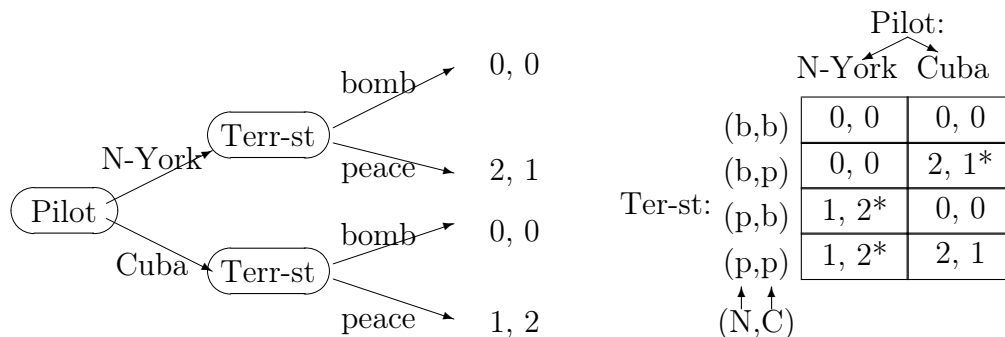 Pilot
N-York
Cuba
Terr-st
Terr-st
bomb
peace
bomb
peace
0, 0
2, 1
0, 0
1, 2
Pilot:
N-York Cuba
(b,b) 0, 0 0, 0
(b,p) 0, 0 2, 1*
Ter-st:
(p,b) 1, 2* 0, 0
(p,p) 1, 2* 2, 1
(N,C)